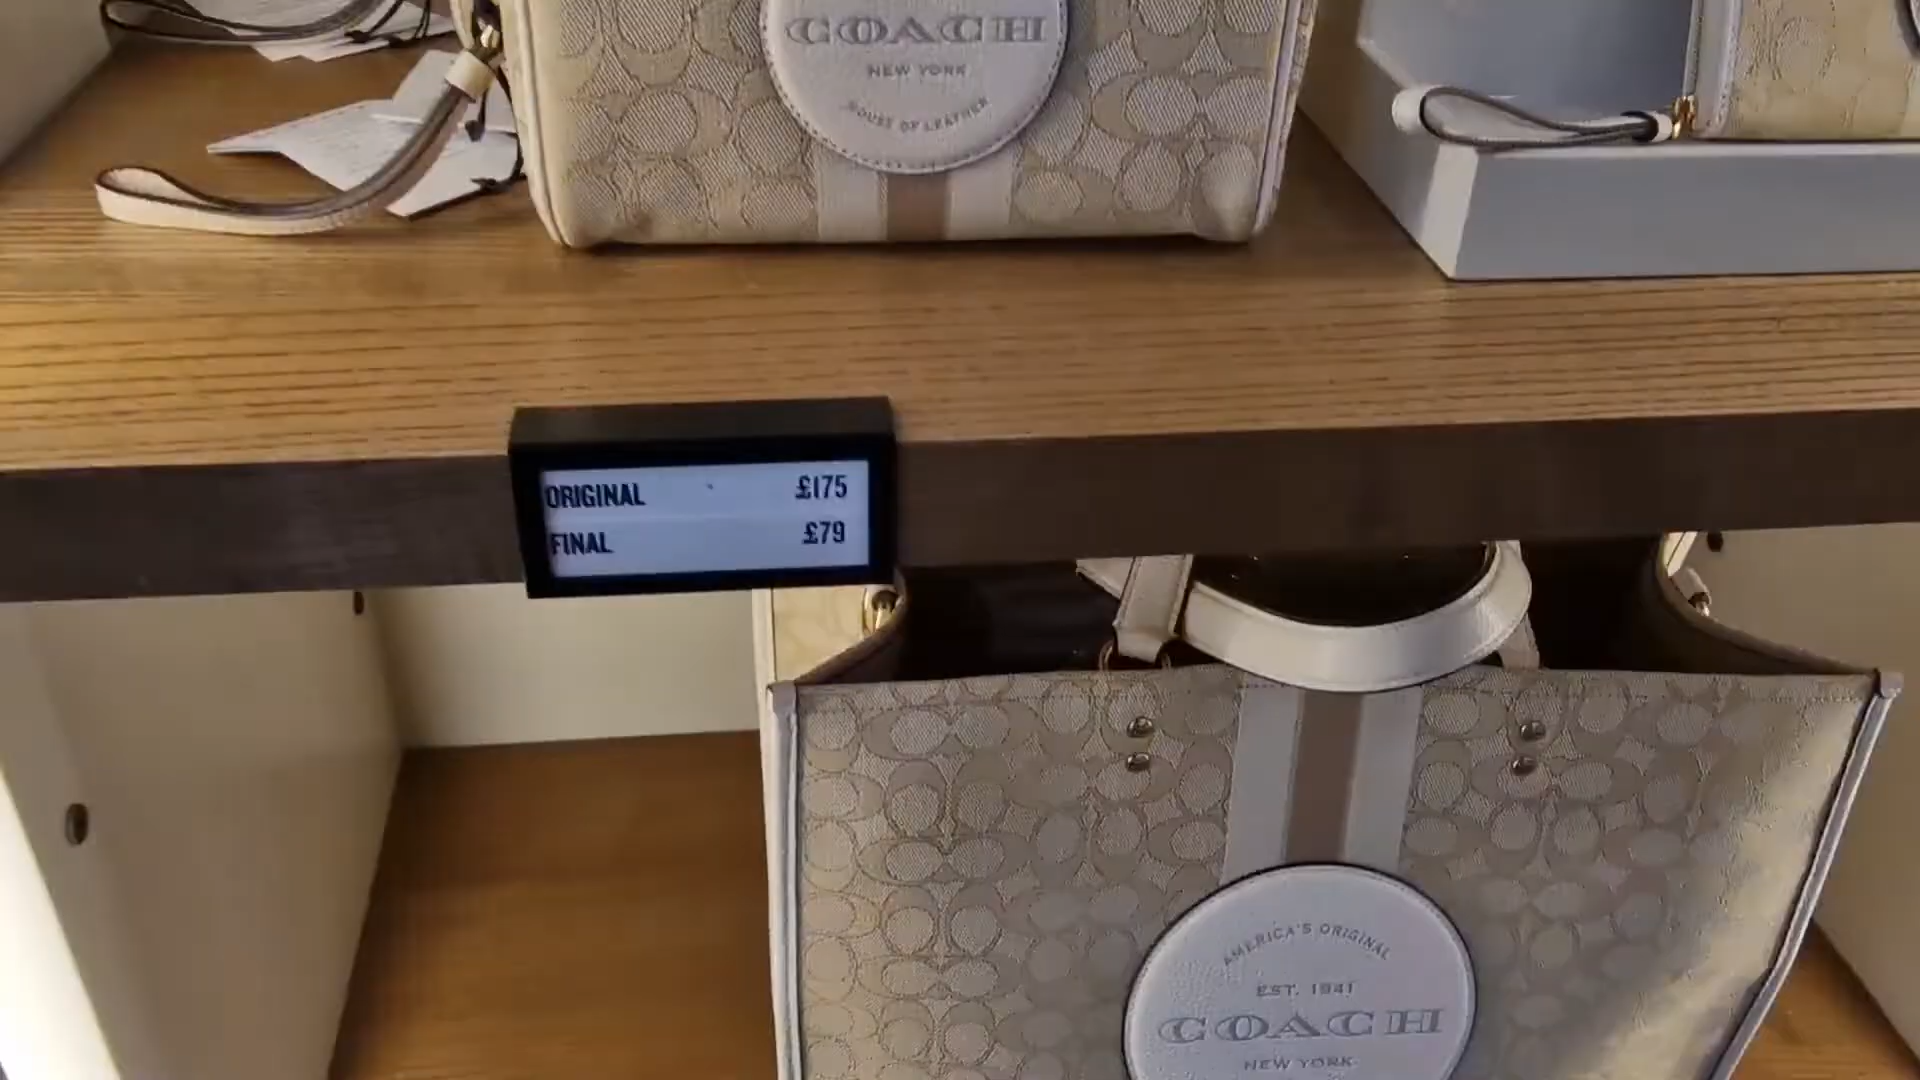 COACH
NEW YORK
HOUSE OF LEATHER
ORIGINAL £175
FINAL £79
AMERICA'S ORIGINAL
EST. 1941
COACH
NEW YORK